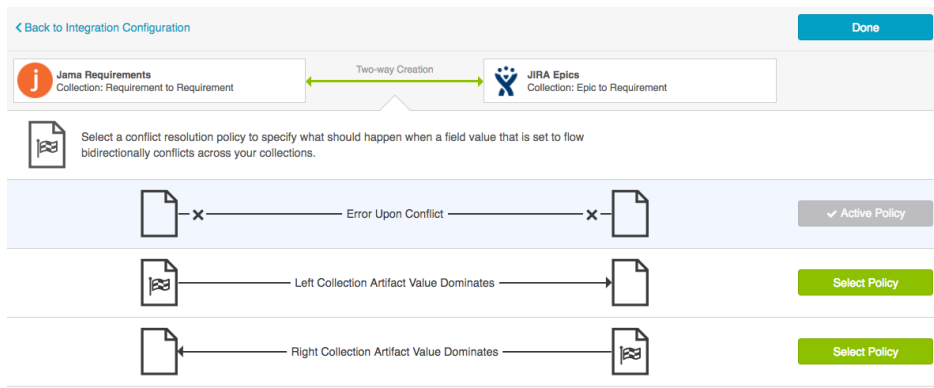 Back to Integration Configuration
Done
Jama Requirements
Collection: Requirement to Requirement
Two-way Creation
JIRA Epics
Collection: Epic to Requirement
Select a conflict resolution policy to specify what should happen when a field value that is set to flow
bidirectionally conflicts across your collections.
Error Upon Conflict
Active Policy
Left Collection Artifact Value Dominates
Select Policy
Right Collection Artifact Value Dominates
Select Policy